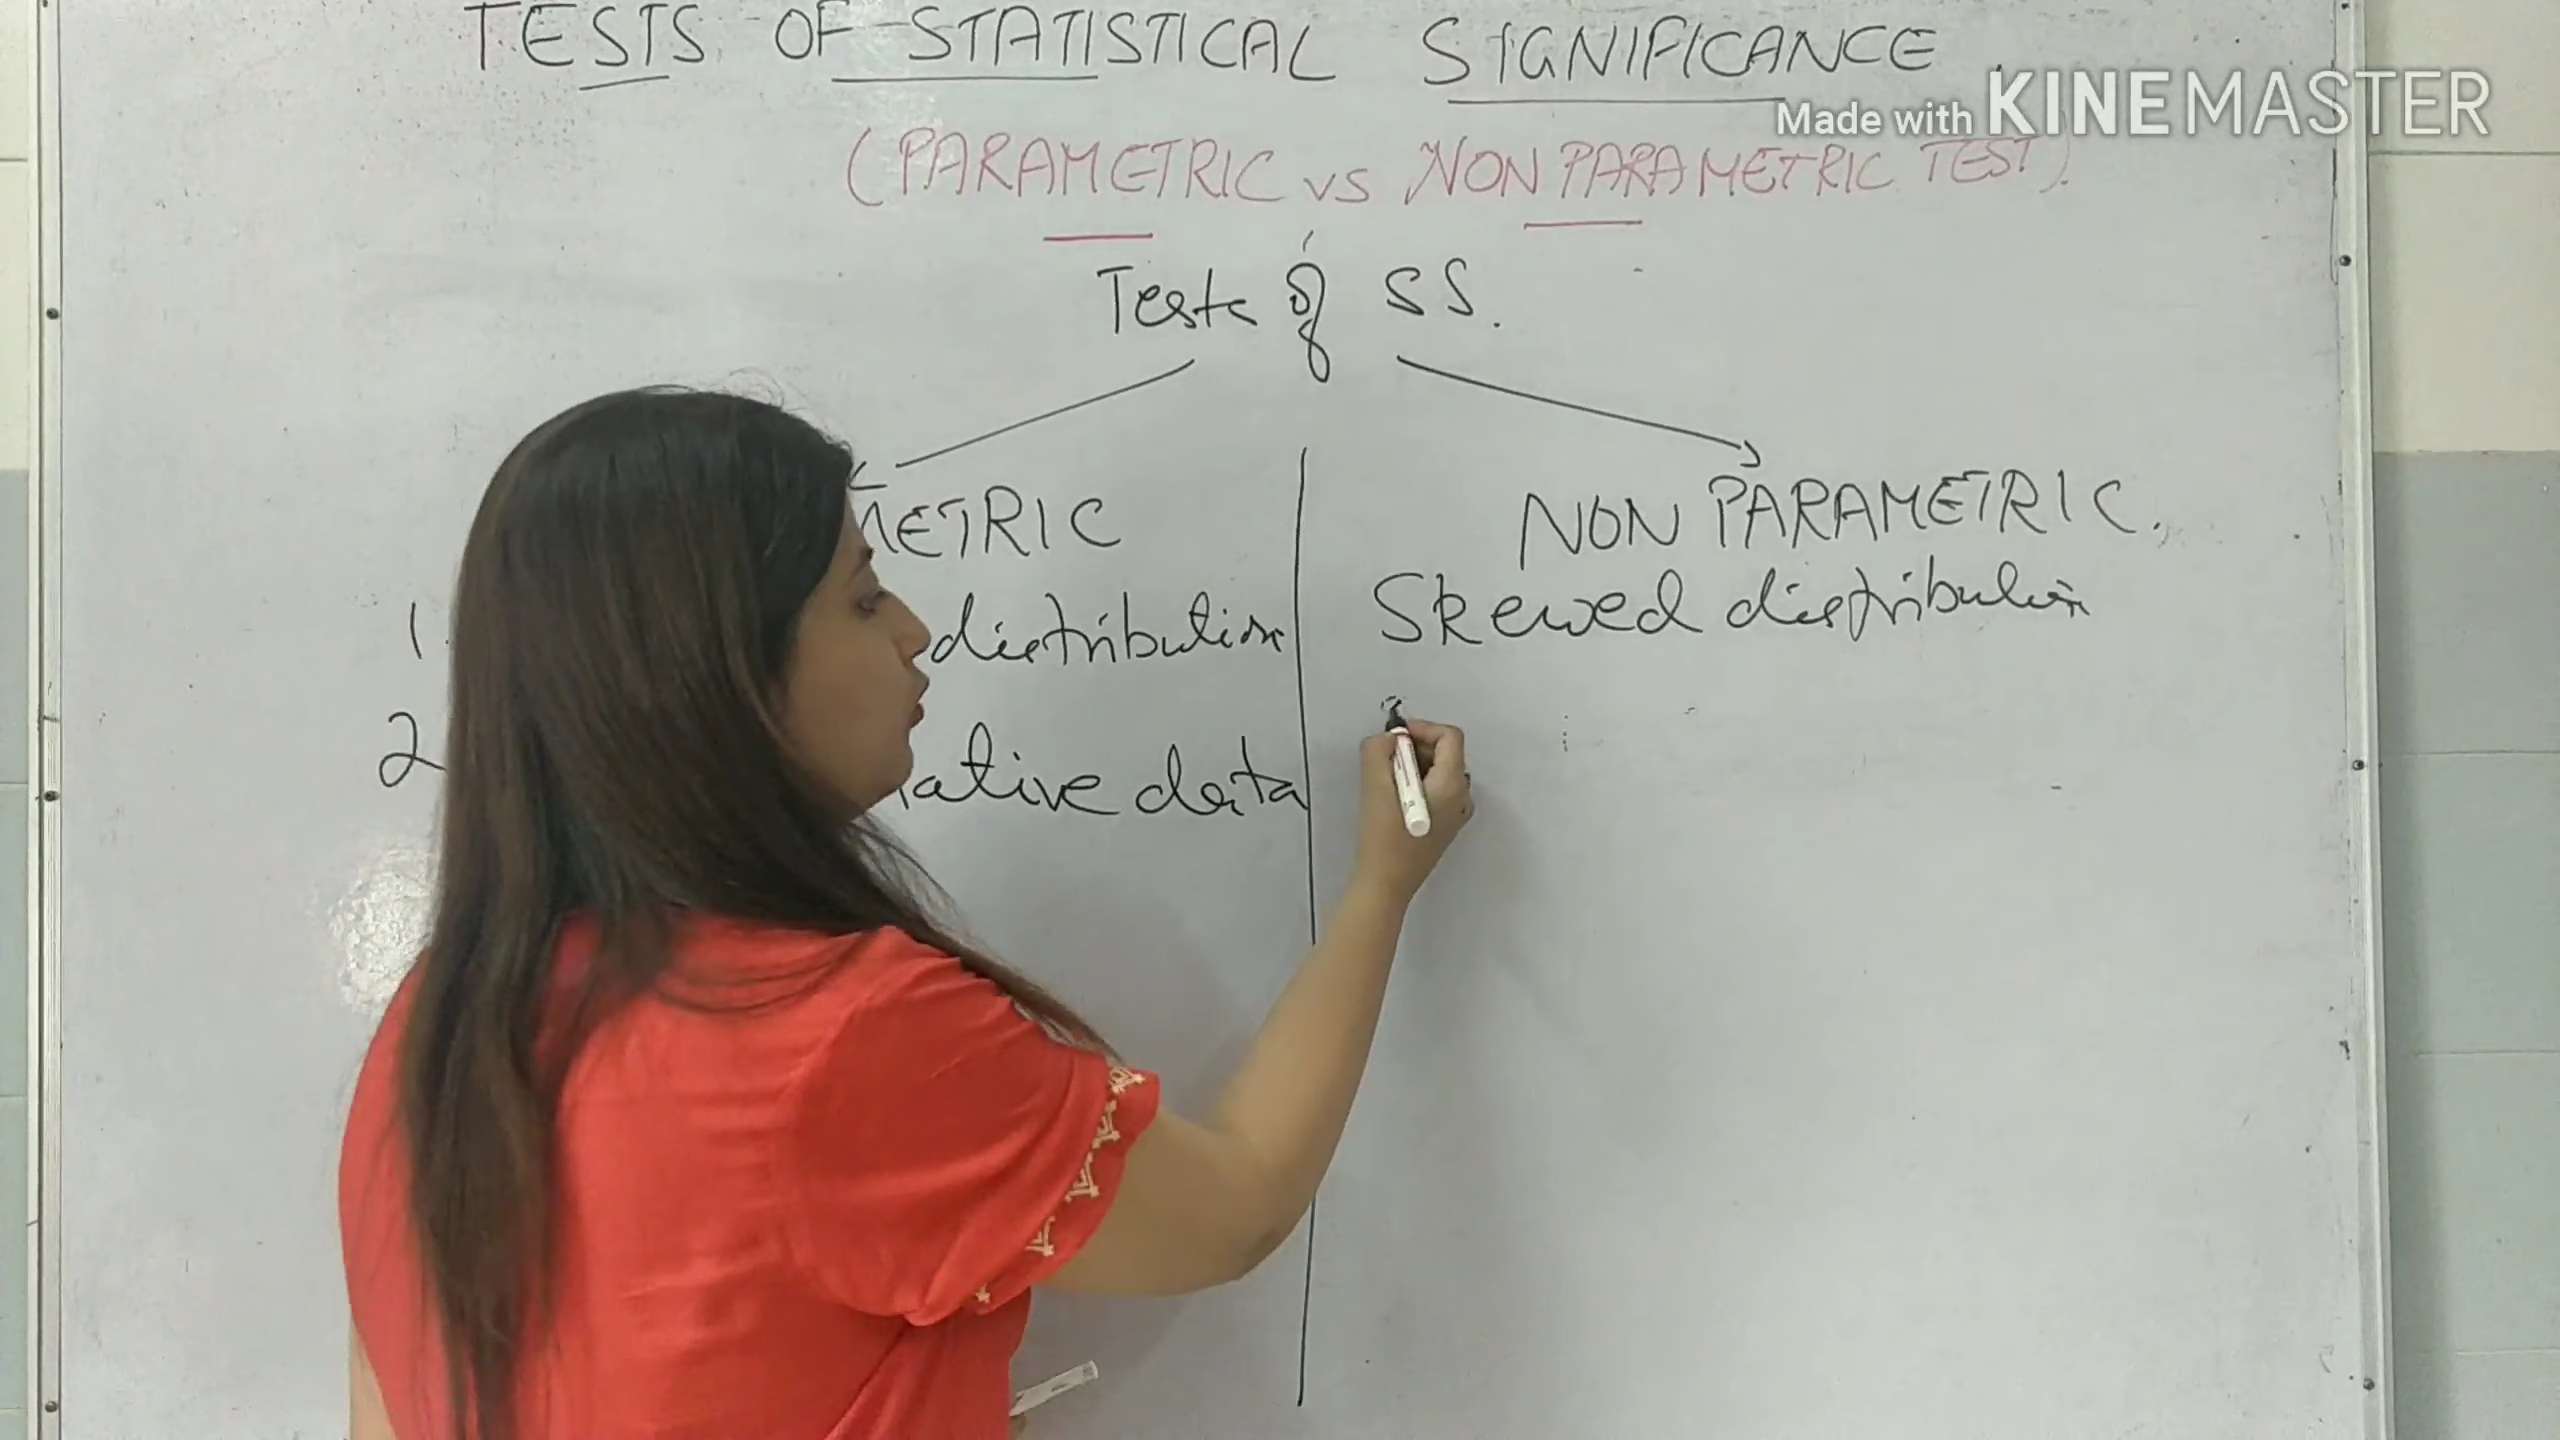 TESTS OF STATISTICAL SIGNIFICANCE
Made with KINEMASTER
(PARAMETRIC VS NON PARAMETRIC TEST).
Tests of SS.
METRIC
NON PARAMETRIC.
1. distribution
Skewed distribution
2 ative data